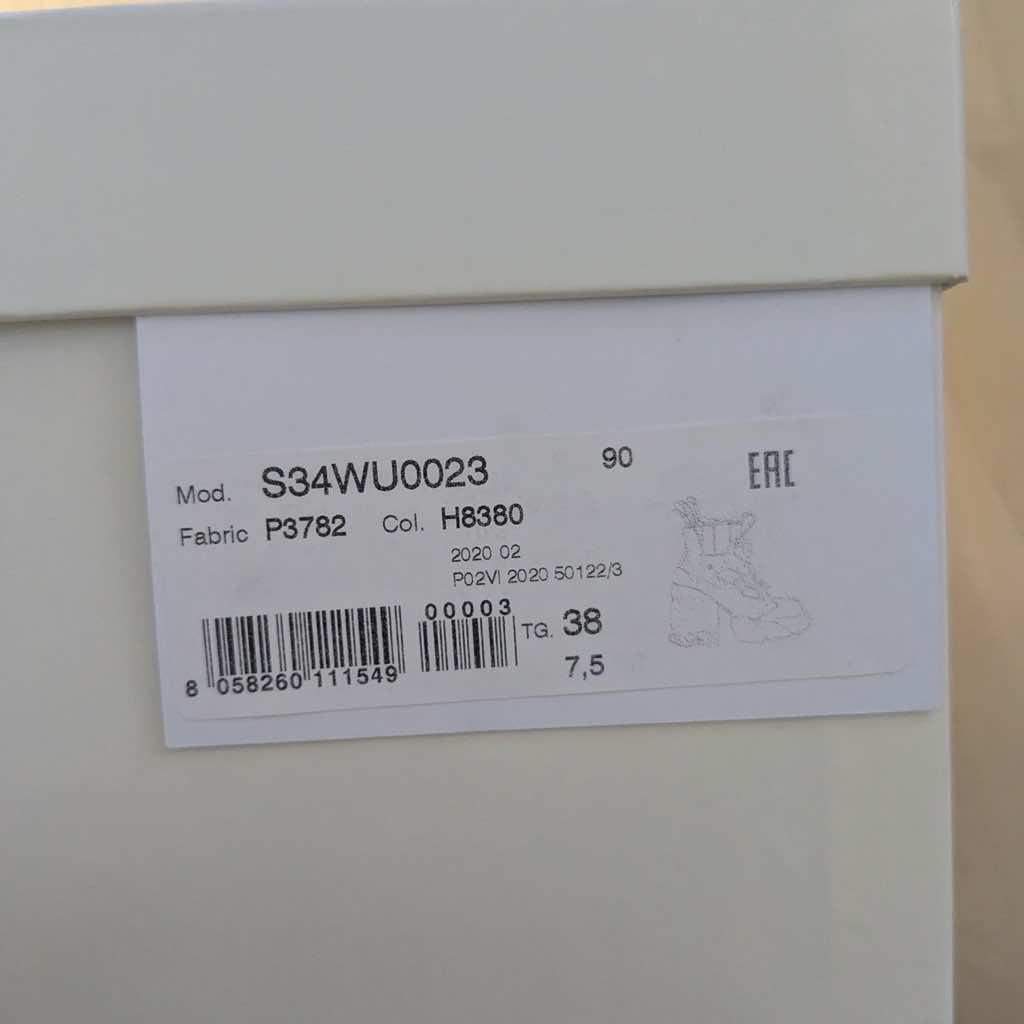 Mod. S34WU0023 90 EAC
Fabric P3782 Col. H8380
2020 02
P02VI 2020 50122/3
00003
TG. 38
8 058260 111549
7,5